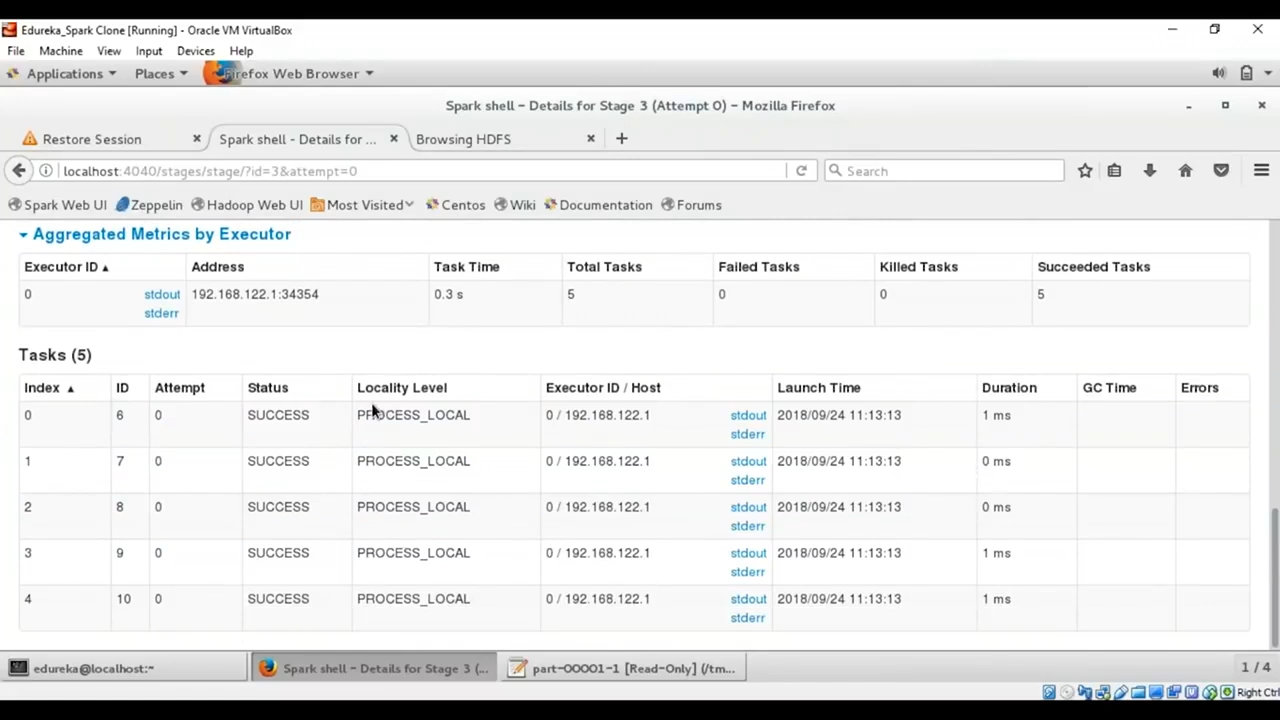 Edureka_Spark Clone [Running] - Oracle VM VirtualBox
File Machine View Input Devices Help
Applications Places Firefox Web Browser
Spark shell - Details for Stage 3 (Attempt 0) - Mozilla Firefox
Restore Session Spark shell - Details for ... Browsing HDFS
localhost:4040/stages/stage/?id=3&attempt=0 Search
Spark Web UI Zeppelin Hadoop Web UI Most Visited Centos Wiki Documentation Forums
Aggregated Metrics by Executor
Executor ID Address Task Time Total Tasks Failed Tasks Killed Tasks Succeeded Tasks
0 stdout 192.168.122.1:34354 0.3 s 5 0 0 5
stderr
Tasks (5)
Index ID Attempt Status Locality Level Executor ID / Host Launch Time Duration GC Time Errors
0 6 0 SUCCESS PROCESS_LOCAL 0 / 192.168.122.1 stdout 2018/09/24 11:13:13 1 ms
stderr
1 7 0 SUCCESS PROCESS_LOCAL 0 / 192.168.122.1 stdout 2018/09/24 11:13:13 0 ms
stderr
2 8 0 SUCCESS PROCESS_LOCAL 0 / 192.168.122.1 stdout 2018/09/24 11:13:13 0 ms
stderr
3 9 0 SUCCESS PROCESS_LOCAL 0 / 192.168.122.1 stdout 2018/09/24 11:13:13 1 ms
stderr
4 10 0 SUCCESS PROCESS_LOCAL 0 / 192.168.122.1 stdout 2018/09/24 11:13:13 1 ms
stderr
edureka@localhost:~ Spark shell - Details for Stage 3 (... part-00001-1 [Read-Only] (/tm... 1 / 4
Right Ctrl